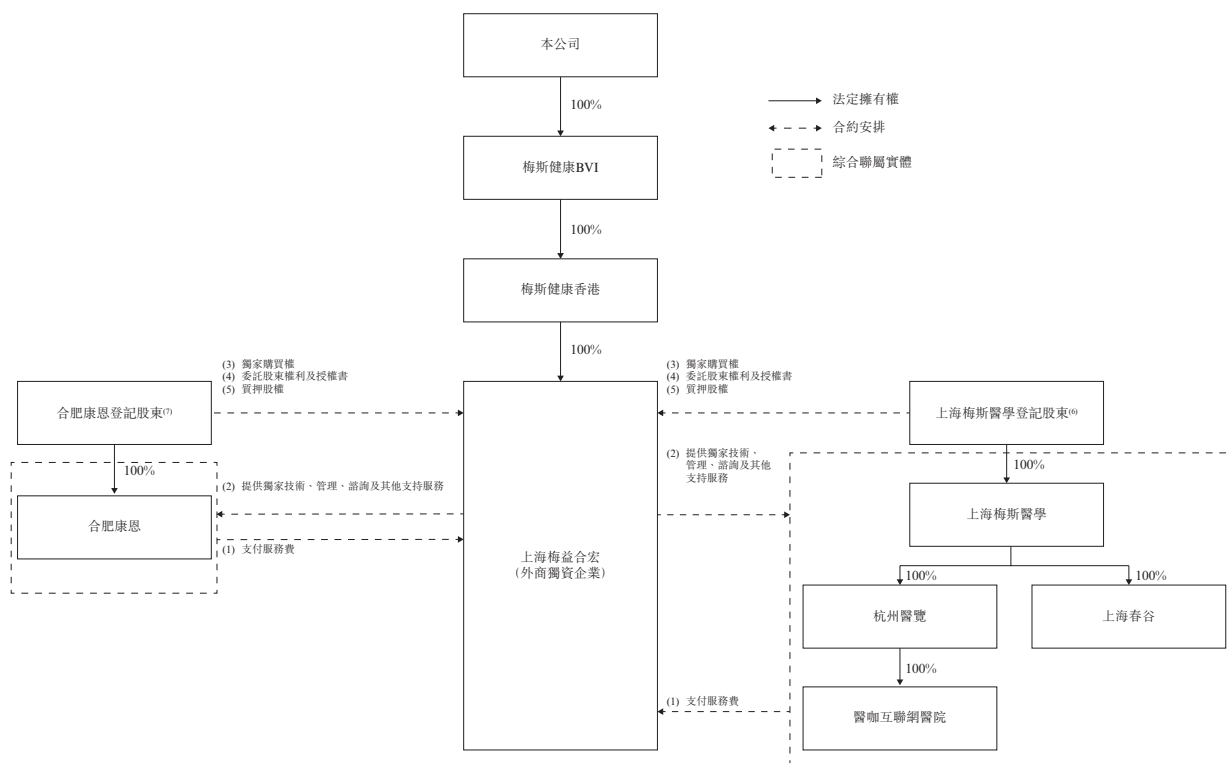 本公司
100%
法定擁有權
合約安排
綜合聯屬實體
梅斯健康BVI
100%
梅斯健康香港
100%
(3) 獨家購買權
(4) 委託股東權利及授權書
(5) 質押股權
(3) 獨家購買權
(4) 委託股東權利及授權書
(5) 質押股權
合肥康恩登記股東(7)
上海梅斯醫學登記股東(6)
100%
(2) 提供獨家技術、
管理、諮詢及其他
支持服務
100%
(2) 提供獨家技術、管理、諮詢及其他支持服務
合肥康恩
上海梅斯醫學
(1) 支付服務費
上海梅益合宏
(外商獨資企業)
100%
100%
杭州醫覽
上海春谷
100%
(1) 支付服務費
醫咖互聯網醫院